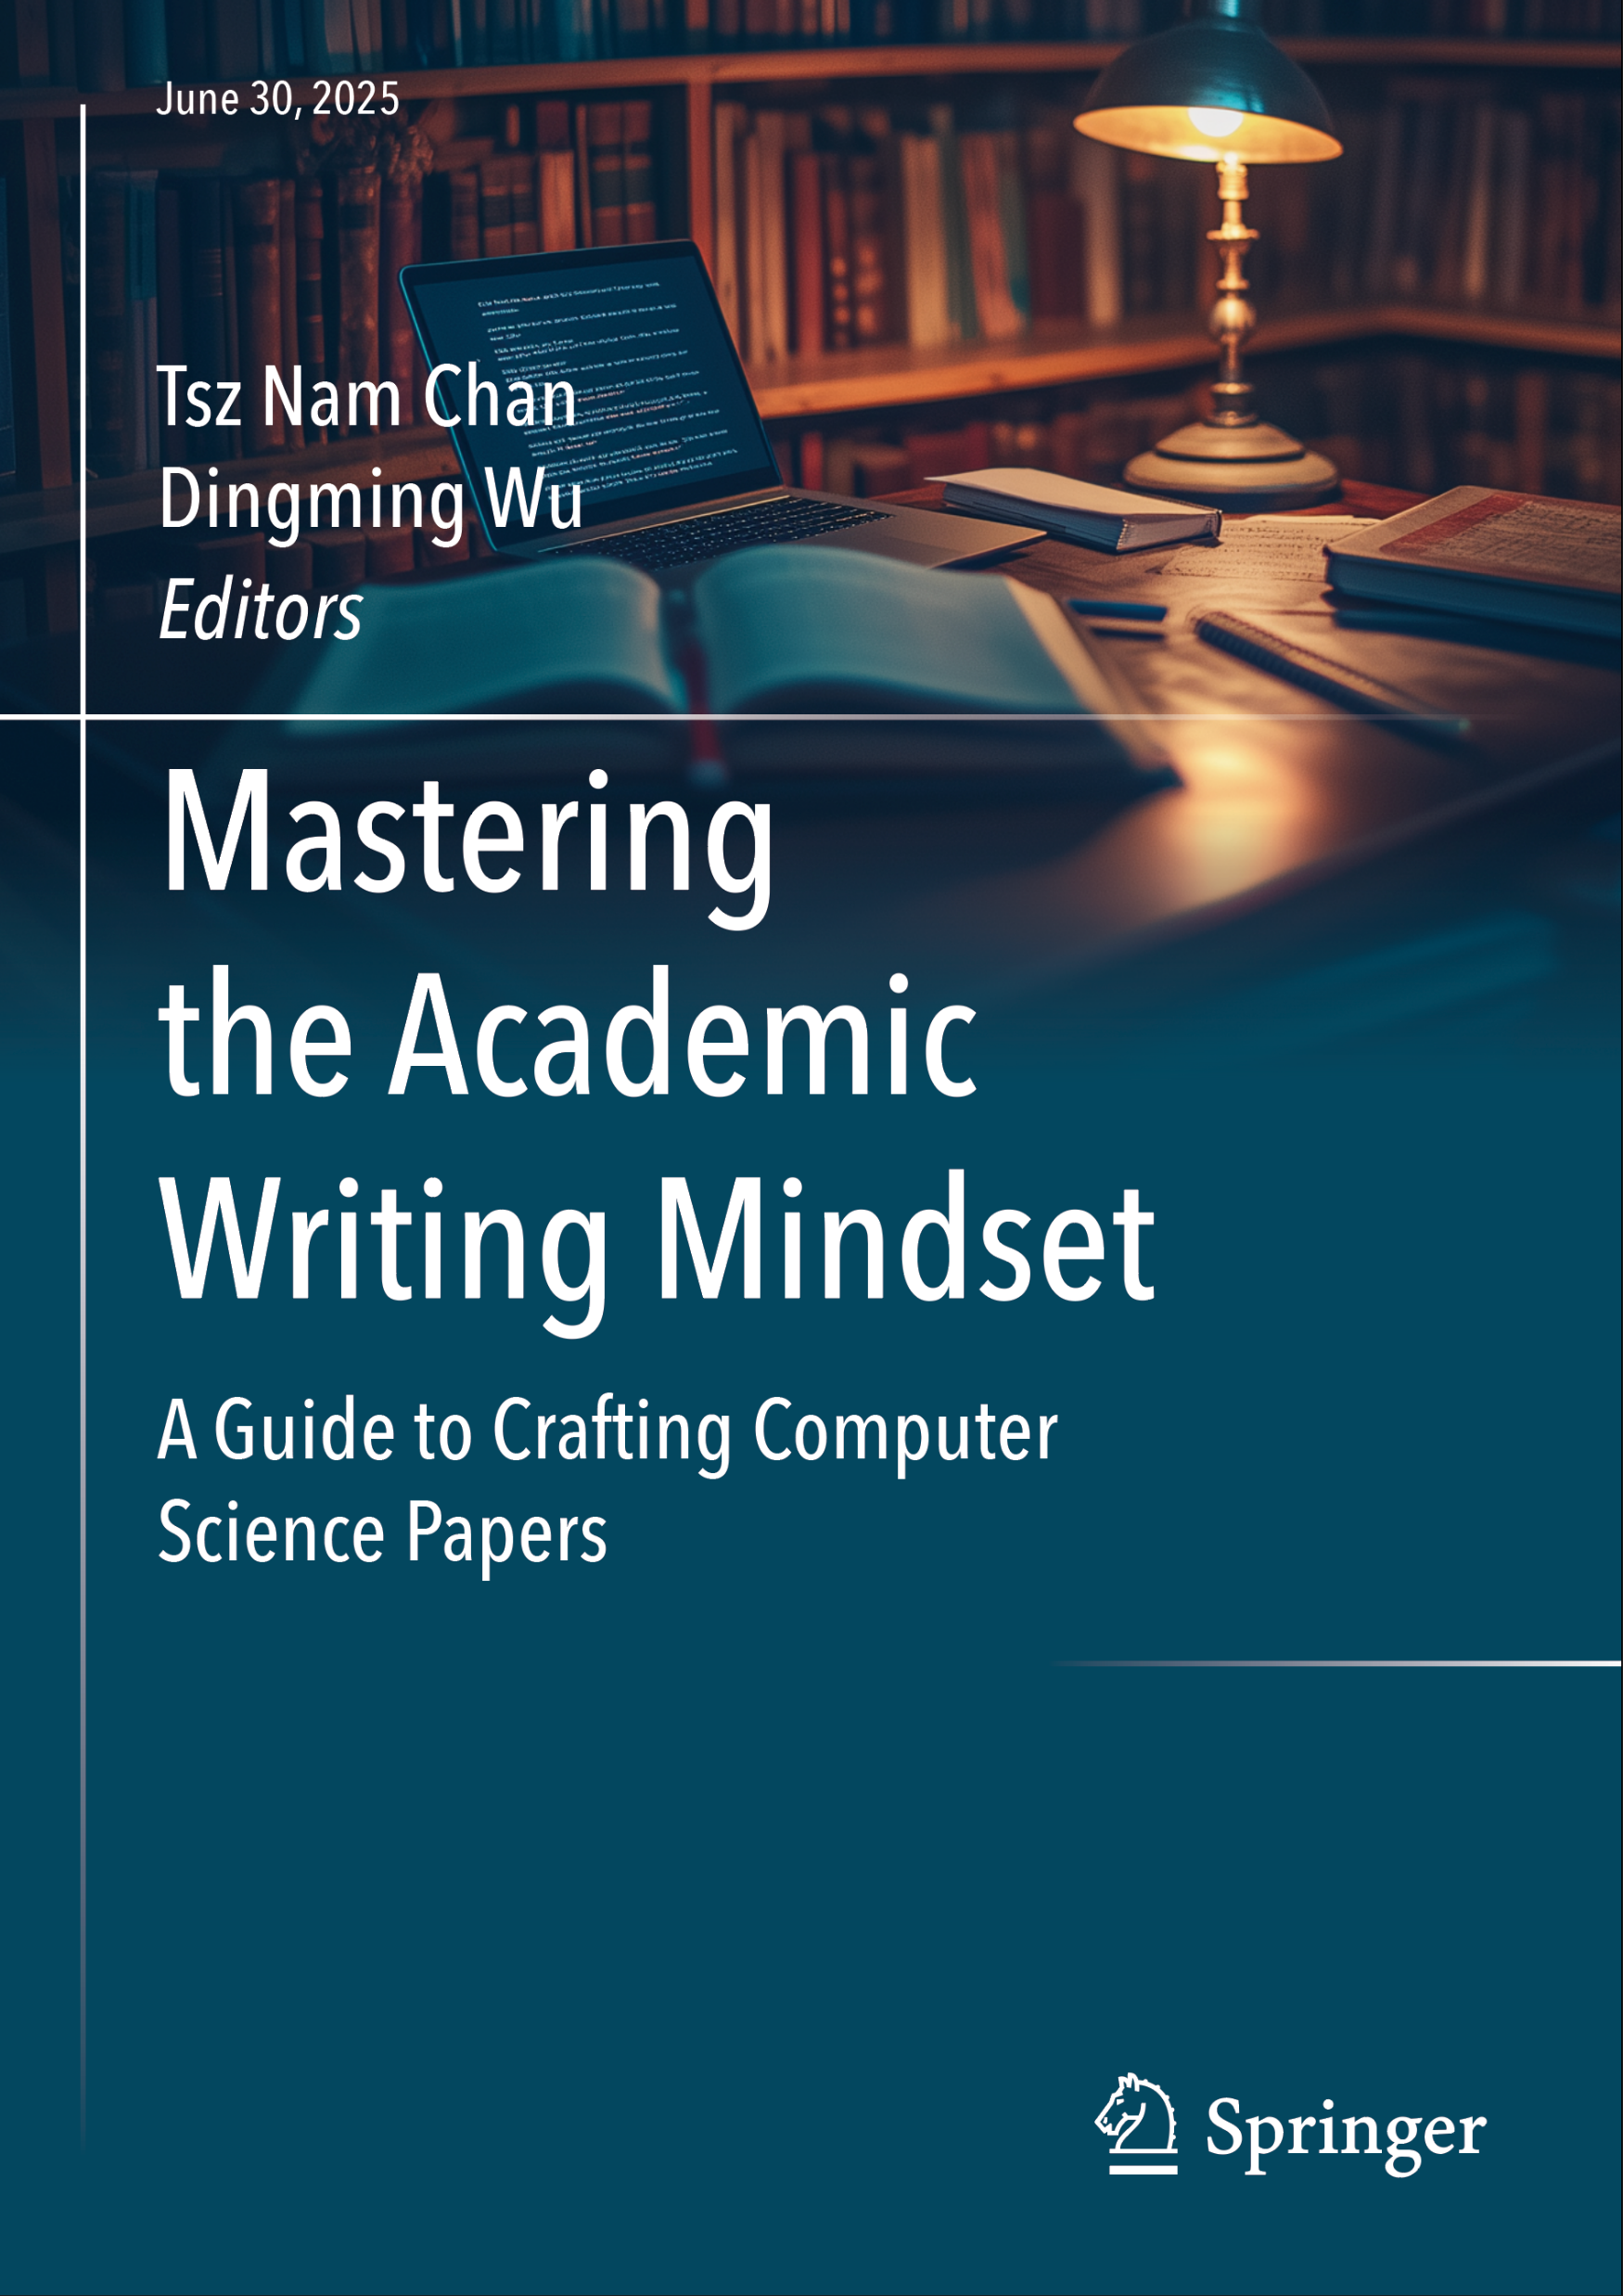 June 30, 2025
Tsz Nam Chan
Dingming Wu
Editors
Mastering
the Academic
Writing Mindset
A Guide to Crafting Computer
Science Papers
Springer